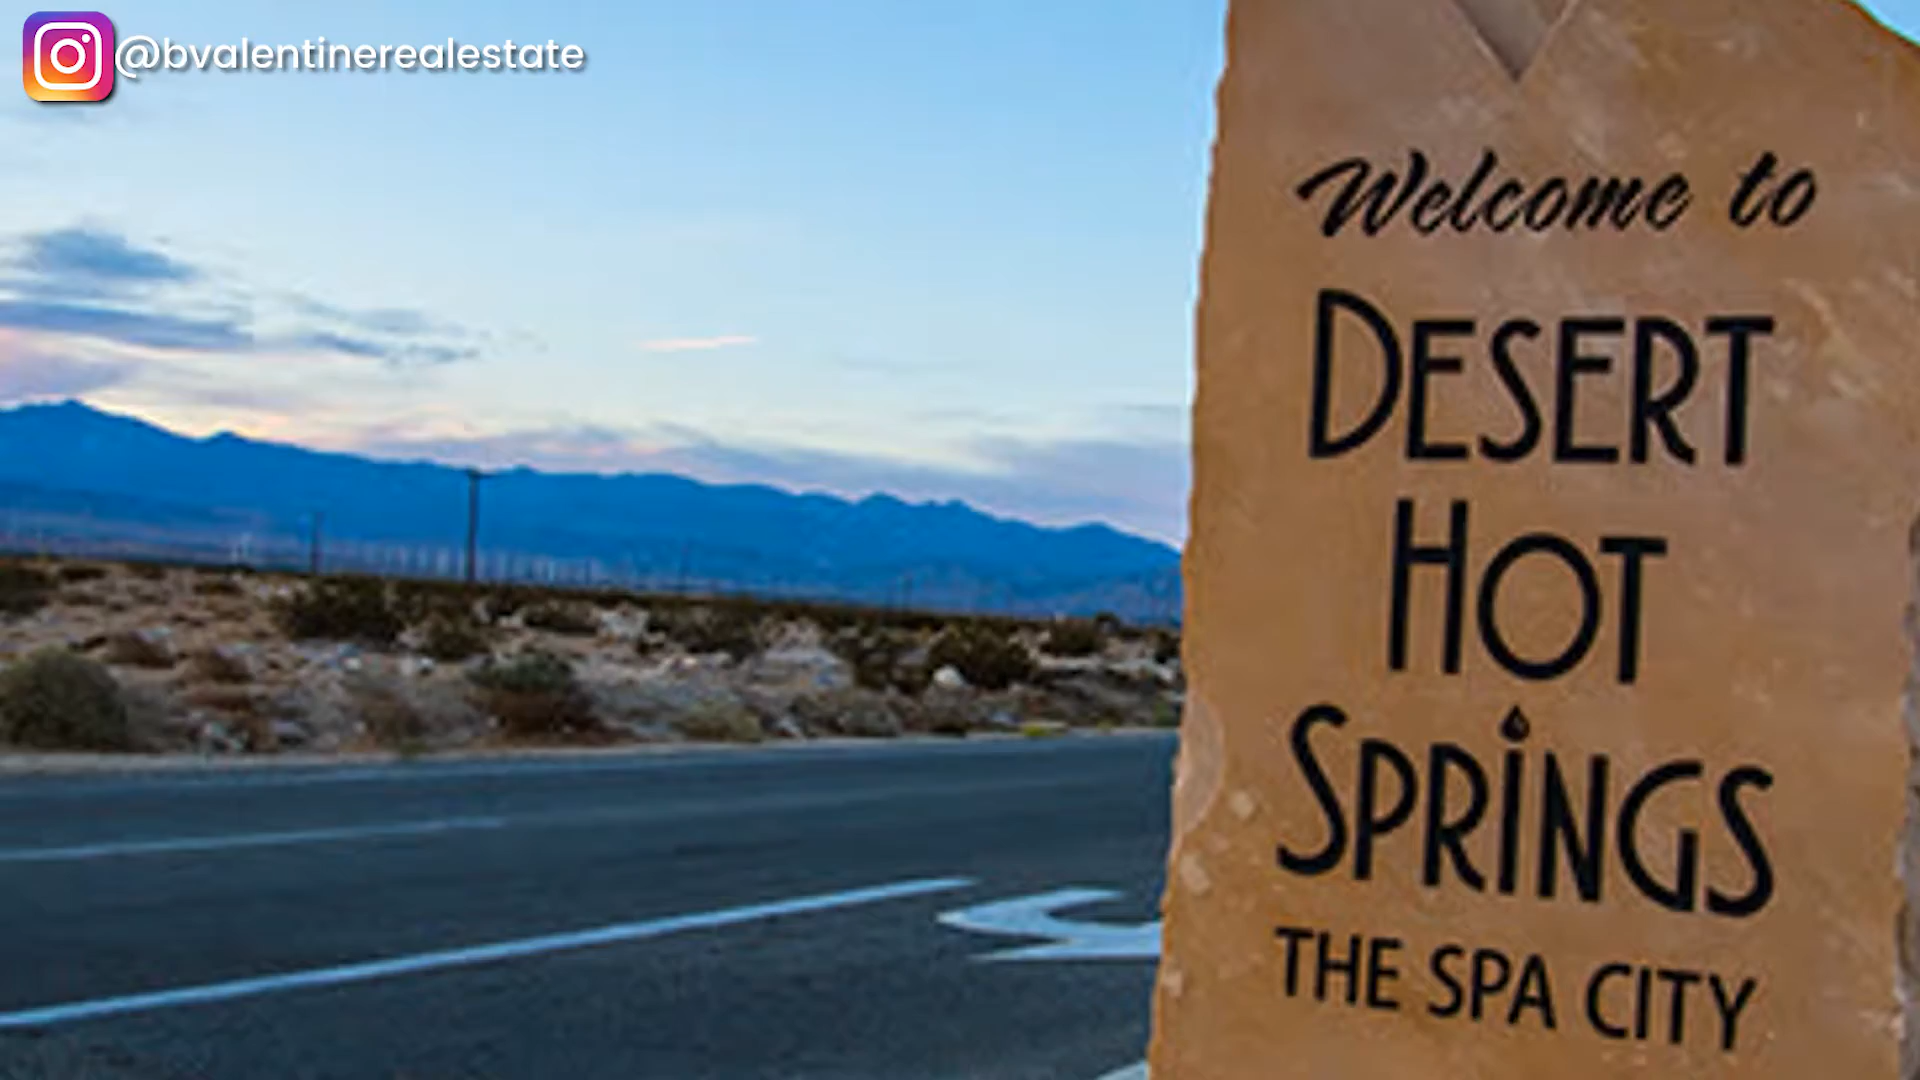 @bvalentinerealestate
Welcome to
DESERT
HOT
SPRINGS
THE SPA CITY